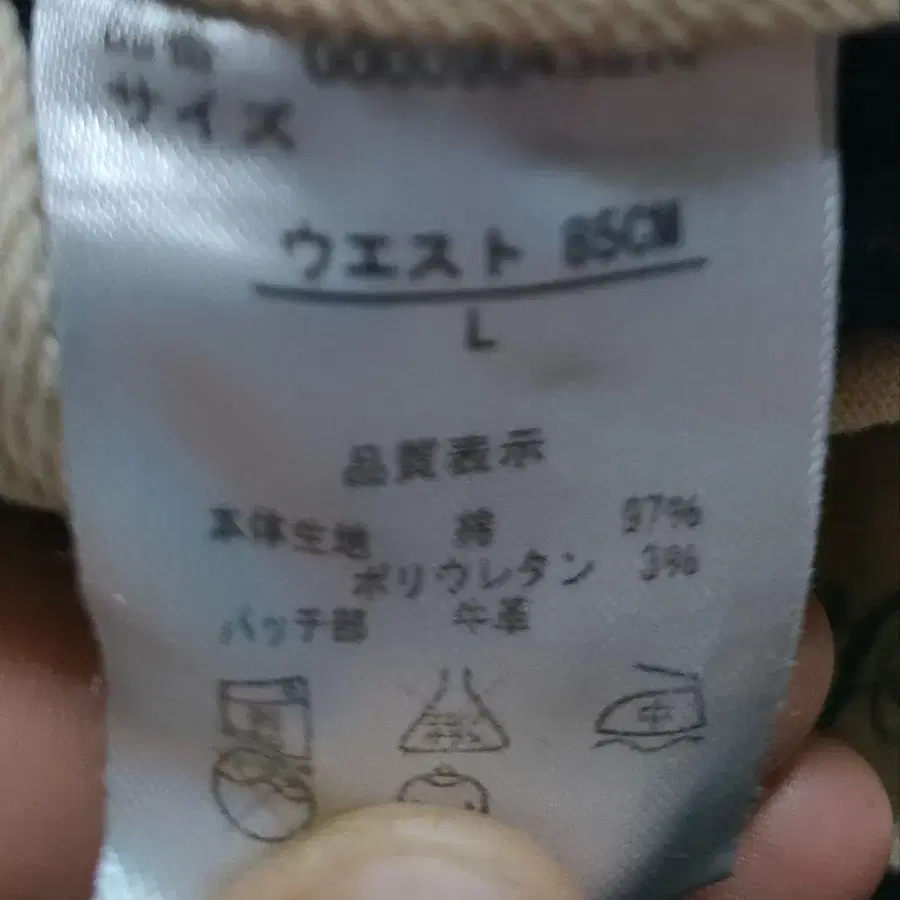 サイズ
ウエスト 85CM
L
品質表示
本体生地 綿 97%
ポリウレタン 3%
パッチ部 牛革
中